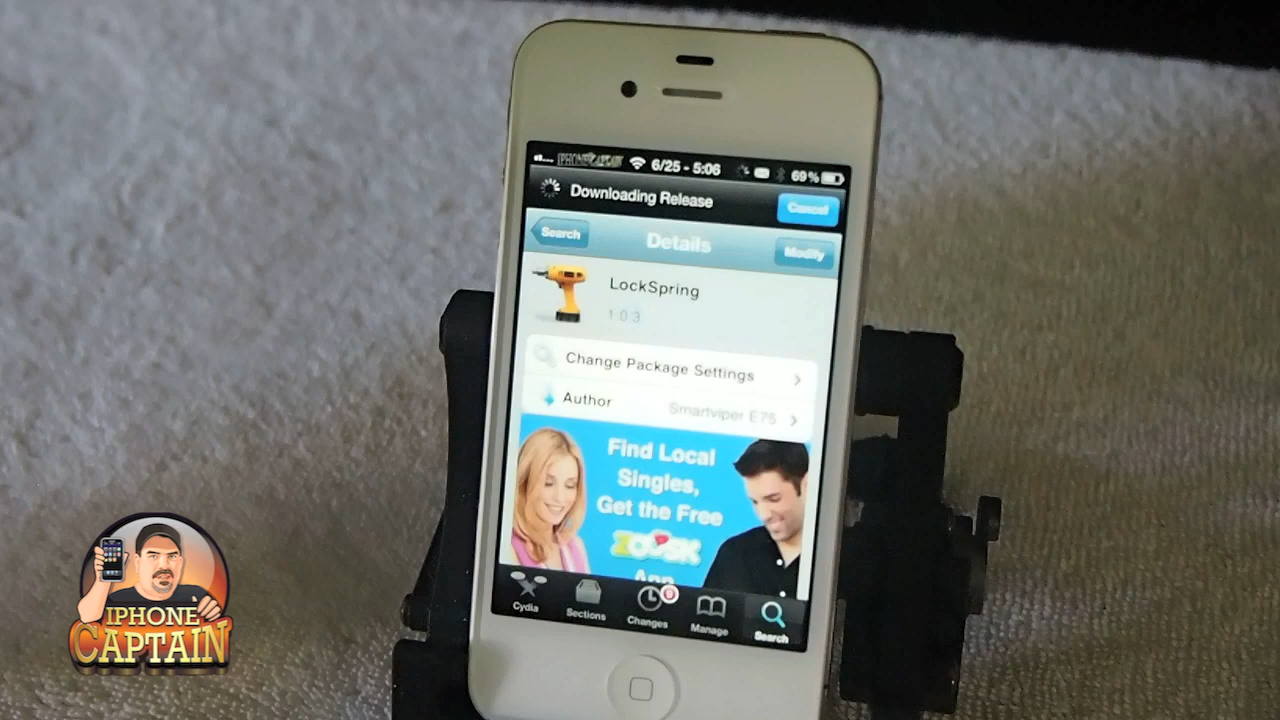 IPHONECAPTAIN 6/25 - 5:06 69%
Downloading Release
Cancel
Search
Details
Modify
LockSpring
1.0.3
Change Package Settings
Author
Smartviper E75
Find Local
Singles,
Get the Free
ZOOSK
App
Cydia
Sections
Changes
Manage
Search
IPHONE
CAPTAIN